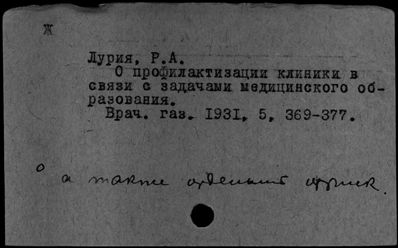 Ж
Лурия, Р.А.
О профилактизации клиники в
связи с задачами медицинского об-
разования.
Врач. газ. 1931, 5, 369-377.
а также отдельный оттиск.